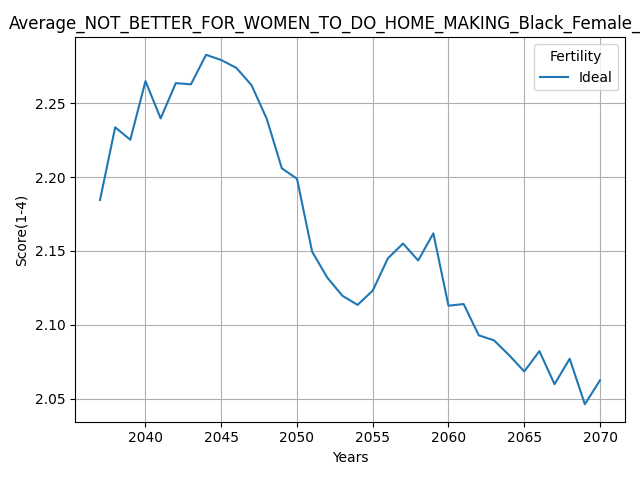 Average_NOT_BETTER_FOR_WOMEN_TO_DO_HOME_MAKING_Black_Female_
Fertility
Ideal
Score(1-4)
2.25
2.20
2.15
2.10
2.05
2040 2045 2050 2055 2060 2065 2070
Years